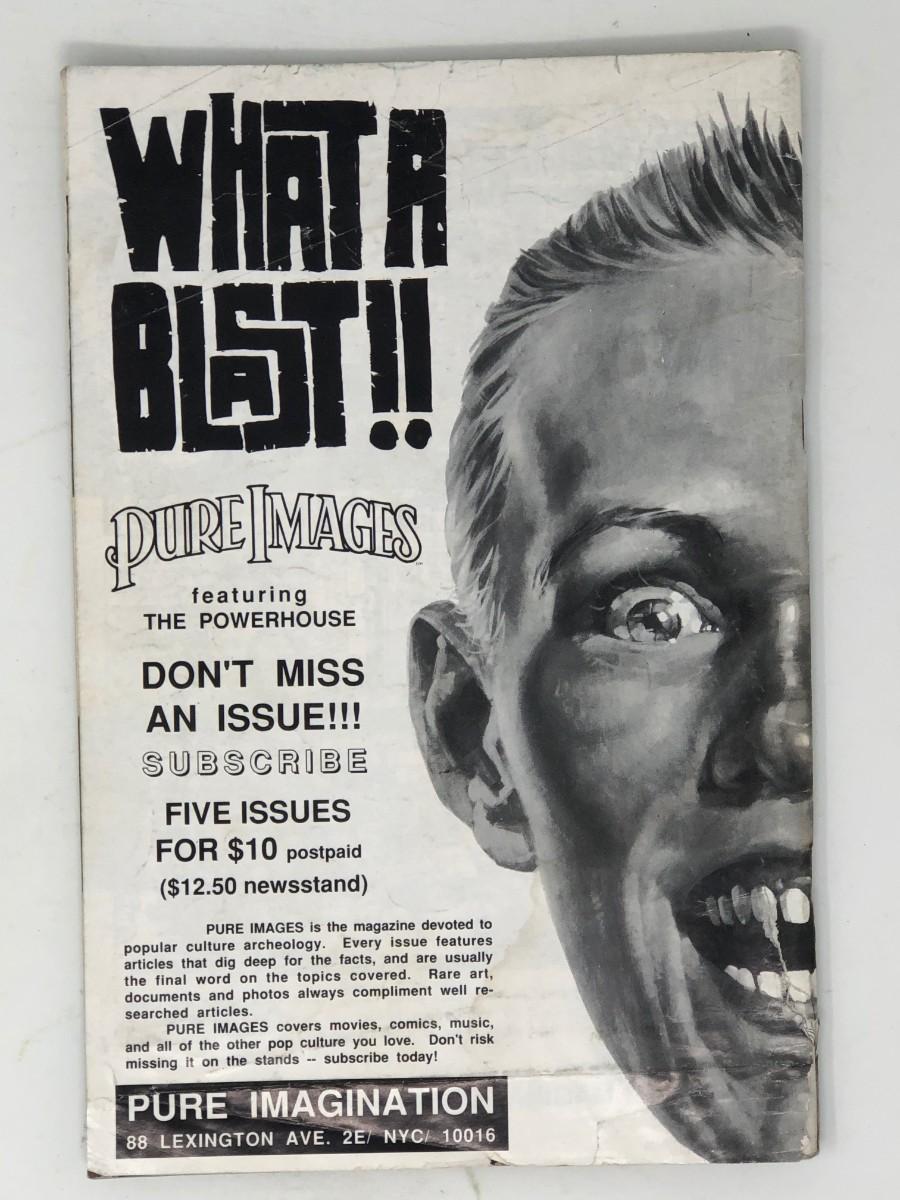 WHAT A
BLAST!!
PURE IMAGES
featuring
THE POWERHOUSE
DON'T MISS
AN ISSUE!!!
SUBSCRIBE
FIVE ISSUES
FOR $10 postpaid
($12.50 newsstand)
PURE IMAGES is the magazine devoted to
popular culture archeology. Every issue features
articles that dig deep for the facts, and are usually
the final word on the topics covered. Rare art,
documents and photos always compliment well re-
searched articles.
PURE IMAGES covers movies, comics, music,
and all of the other pop culture you love. Don't risk
missing it on the stands -- subscribe today!
PURE IMAGINATION
88 LEXINGTON AVE. 2E/ NYC/ 10016